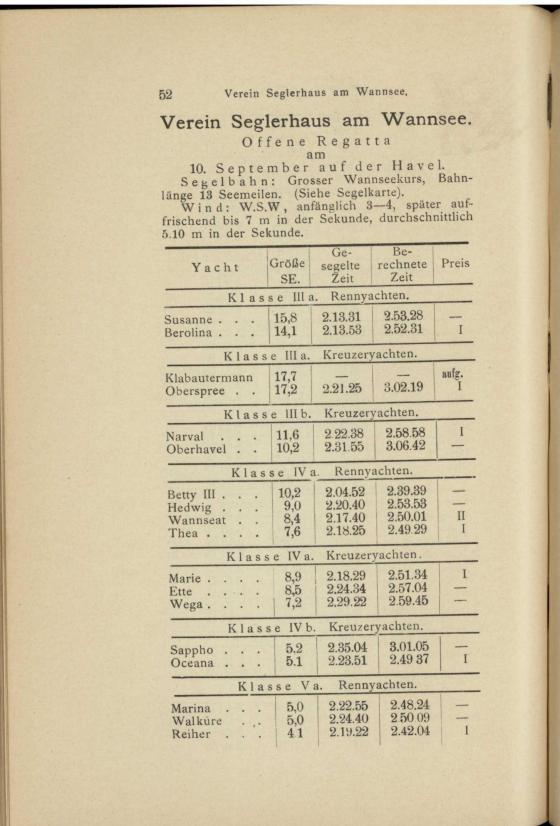 52 Verein Seglerhaus am Wannsee.
Verein Seglerhaus am Wannsee.
Offene Regatta
am
10. September auf der Havel.
Segelbahn: Grosser Wannseekurs, Bahn-
länge 13 Seemeilen. (Siehe Segelkarte).
Wind: W.S.W, anfänglich 3—4, später auf-
frischend bis 7 m in der Sekunde, durchschnittlich
5.10 m in der Sekunde.
Yacht Größe SE. Ge-segelte Zeit Be-rechnete Zeit Preis
Klasse IIIa. Rennyachten.
Susanne . . . 15,8 2.13.31 2.53.28 —
Berolina . . . 14,1 2.13.53 2.52.31 I
Klasse IIIa. Kreuzeryachten.
Klabautermann 17,7 — — aufg.
Oberspree . . 17,2 2.21.25 3.02.19 I
Klasse IIIb. Kreuzeryachten.
Narval . . . 11,6 2.22.38 2.58.58 I
Oberhavel . . 10,2 2.31.55 3.06.42 —
Klasse IVa. Rennyachten.
Betty III . . . 10,2 2.04.52 2.39.39 —
Hedwig . . . 9,0 2.20.40 2.53.53 —
Wannseat . . 8,4 2.17.40 2.50.01 II
Thea . . . . 7,6 2.18.25 2.49.29 I
Klasse IVa. Kreuzeryachten.
Marie . . . . 8,9 2.18.29 2.51.34 I
Ette . . . . 8,5 2.24.34 2.57.04 —
Wega . . . . 7,2 2.29.22 2.59.45 —
Klasse IVb. Kreuzeryachten.
Sappho . . . 5.2 2.35.04 3.01.05 —
Oceana . . . 5.1 2.23.51 2.49 37 I
Klasse Va. Rennyachten.
Marina . . . 5,0 2.22.55 2.48.24 —
Walküre . . 5,0 2.24.40 2 50 09 —
Reiher . . . 4 1 2.19.22 2.42.04 I